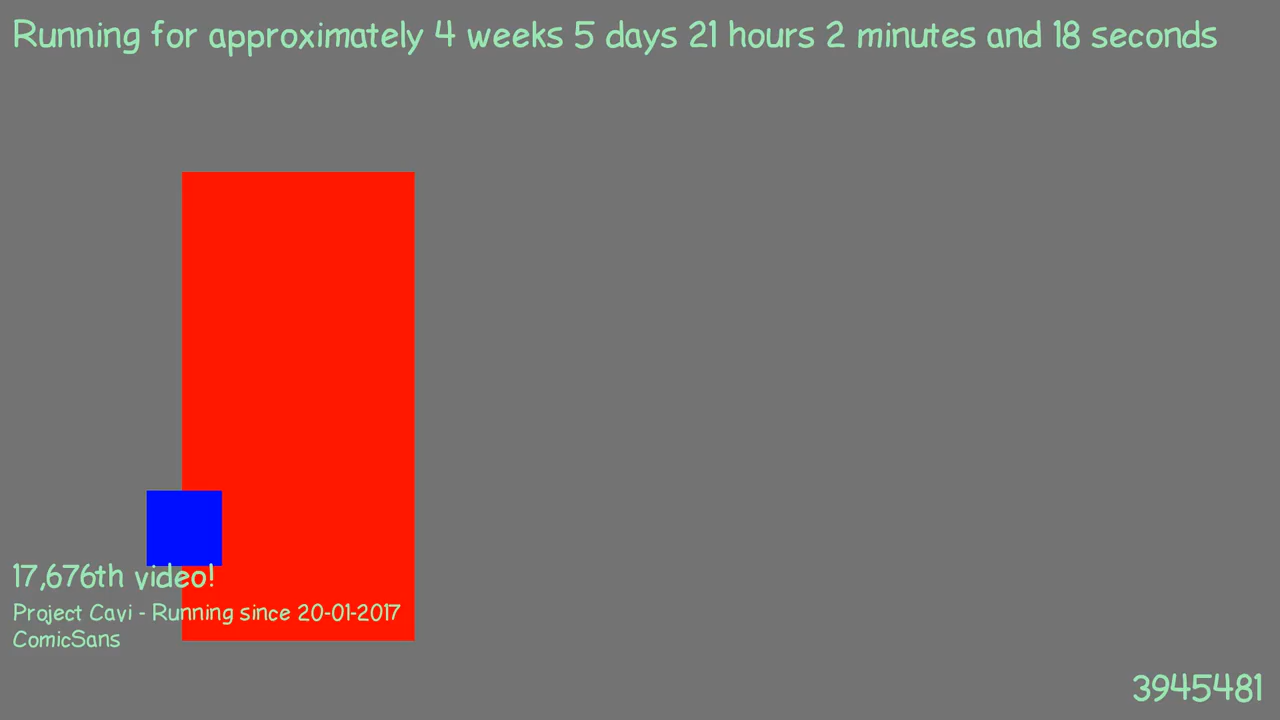 Running for approximately 4 weeks 5 days 21 hours 2 minutes and 18 seconds
17,676th video!
Project Cavi - Running since 20-01-2017
ComicSans
3945481